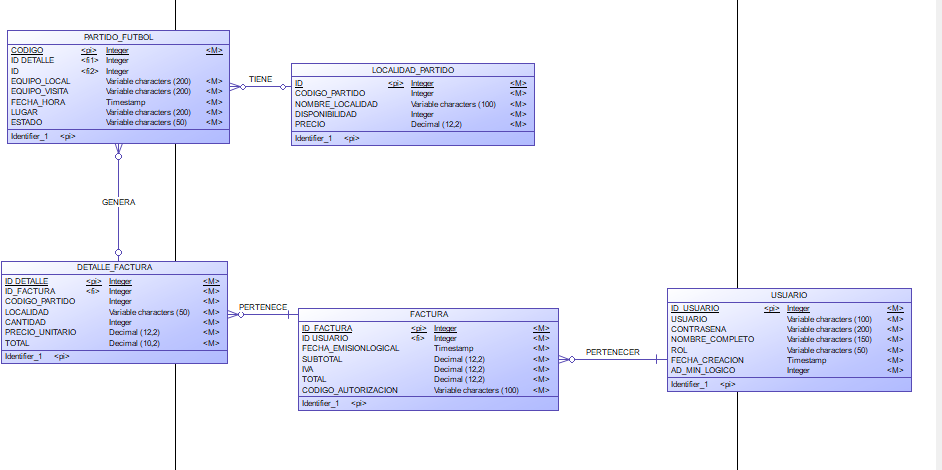 PARTIDO_FUTBOL
CODIGO <pi> Integer <M>
ID DETALLE <fi1> Integer
ID <fi2> Integer
EQUIPO_LOCAL Variable characters (200) <M>
EQUIPO_VISITA Variable characters (200) <M>
FECHA_HORA Timestamp <M>
LUGAR Variable characters (200) <M>
ESTADO Variable characters (50) <M>
Identifier_1 <pi>
TIENE
LOCALIDAD_PARTIDO
ID <pi> Integer <M>
CODIGO_PARTIDO Integer <M>
NOMBRE_LOCALIDAD Variable characters (100) <M>
DISPONIBILIDAD Integer <M>
PRECIO Decimal (12,2) <M>
Identifier_1 <pi>
GENERA
DETALLE_FACTURA
ID DETALLE <pi> Integer <M>
ID_FACTURA <fi> Integer <M>
CODIGO_PARTIDO Integer <M>
LOCALIDAD Variable characters (50) <M>
CANTIDAD Integer <M>
PRECIO_UNITARIO Decimal (12,2) <M>
TOTAL Decimal (10,2) <M>
Identifier_1 <pi>
PERTENECE
FACTURA
ID_FACTURA <pi> Integer <M>
ID USUARIO <fi> Integer <M>
FECHA_EMISIONLOGICAL Timestamp <M>
SUBTOTAL Decimal (12,2) <M>
IVA Decimal (12,2) <M>
TOTAL Decimal (12,2) <M>
CODIGO_AUTORIZACION Variable characters (100) <M>
Identifier_1 <pi>
PERTENECER
USUARIO
ID_USUARIO <pi> Integer <M>
USUARIO Variable characters (100) <M>
CONTRASENA Variable characters (200) <M>
NOMBRE_COMPLETO Variable characters (150) <M>
ROL Variable characters (50) <M>
FECHA_CREACION Timestamp <M>
AD_MIN_LOGICO Integer <M>
Identifier_1 <pi>